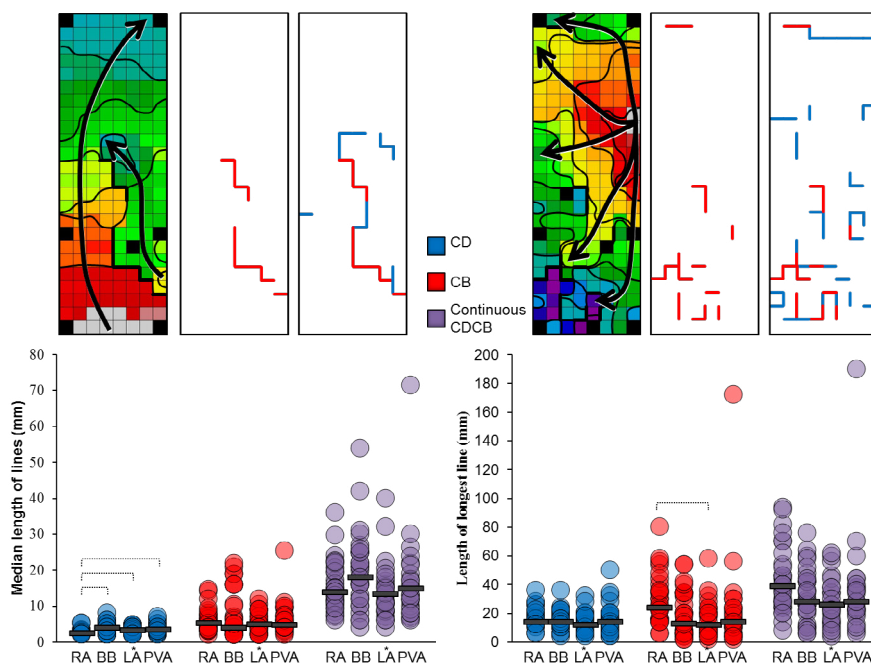 CD
CB
Continuous
CDCB
80
70
60
50
40
30
20
10
0
Median length of lines (mm)
RA BB LA PVA RA BB LA PVA RA BB LA PVA
* * *
200
180
160
140
120
100
80
60
40
20
0
Length of longest line (mm)
RA BB LA PVA RA BB LA PVA RA BB LA PVA
* * *